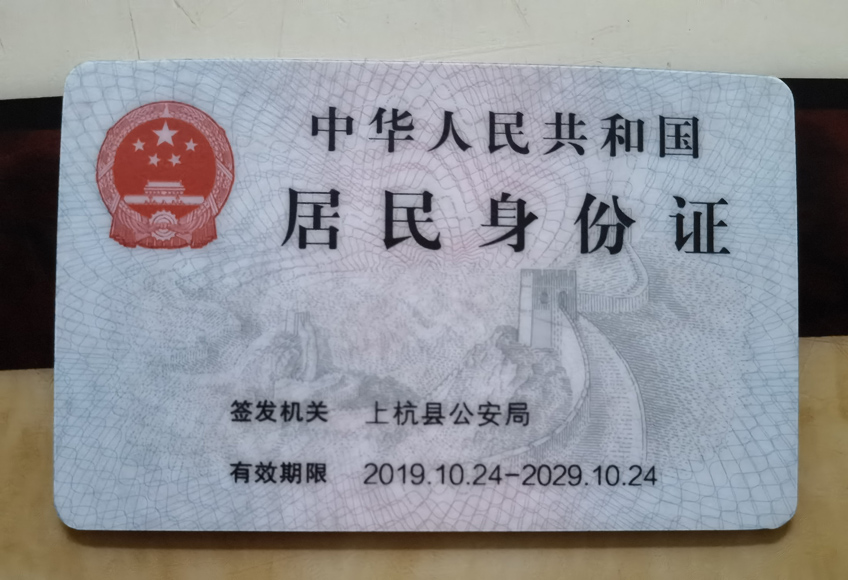 中华人民共和国
居民身份证
签发机关 上杭县公安局
有效期限 2019.10.24-2029.10.24